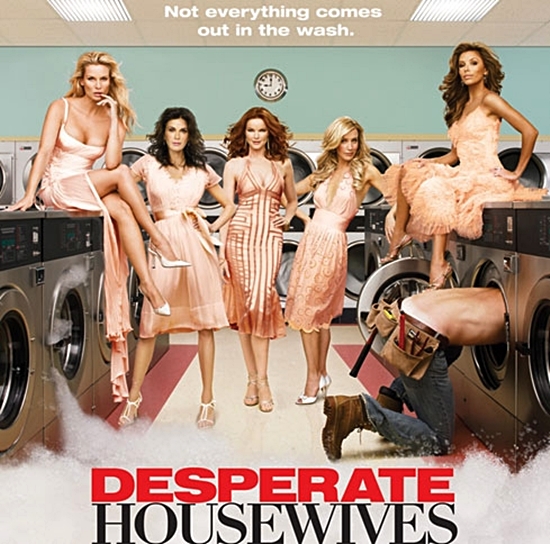 Not everything comes
out in the wash.
DESPERATE
HOUSEWIVES